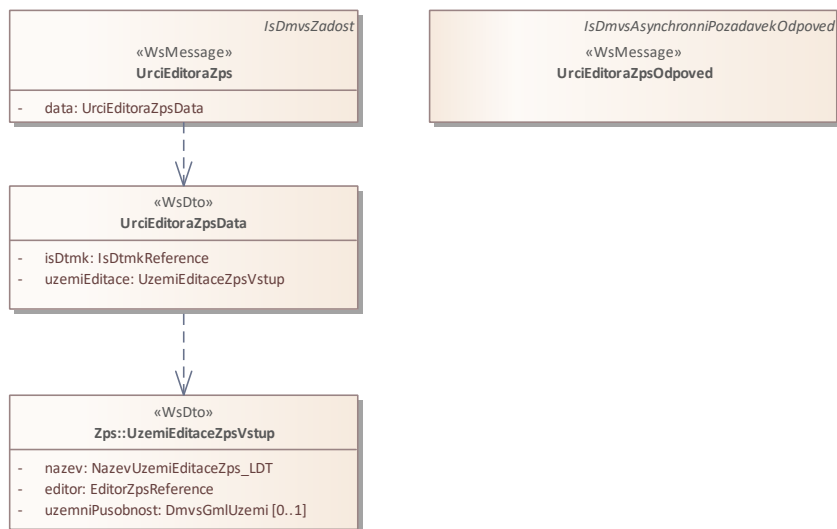 IsDmvsZadost
«WsMessage»
UrciEditoraZps
- data: UrciEditoraZpsData
IsDmvsAsynchronniPozadavekOdpoved
«WsMessage»
UrciEditoraZpsOdpoved
«WsDto»
UrciEditoraZpsData
- isDtmk: IsDtmkReference
- uzemiEditace: UzemiEditaceZpsVstup
«WsDto»
Zps::UzemiEditaceZpsVstup
- nazev: NazevUzemiEditaceZps_LDT
- editor: EditorZpsReference
- uzemniPusobnost: DmvsGmlUzemi [0..1]